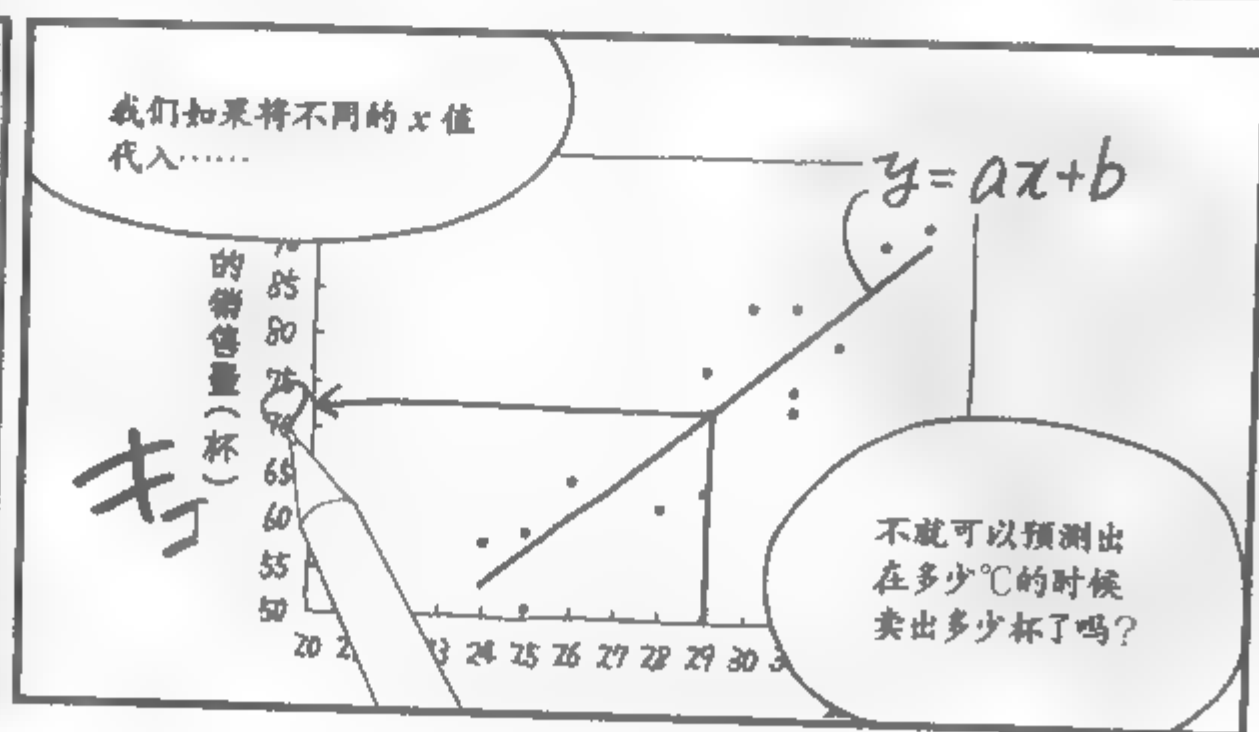 我们如果将不同的 x 值
代入……
y = ax+b
的销售量(杯)
85
80
75
70
65
60
55
50
20
24 25 26 27 28 29 30
キュ
不就可以预测出
在多少℃的时候
卖出多少杯了吗?